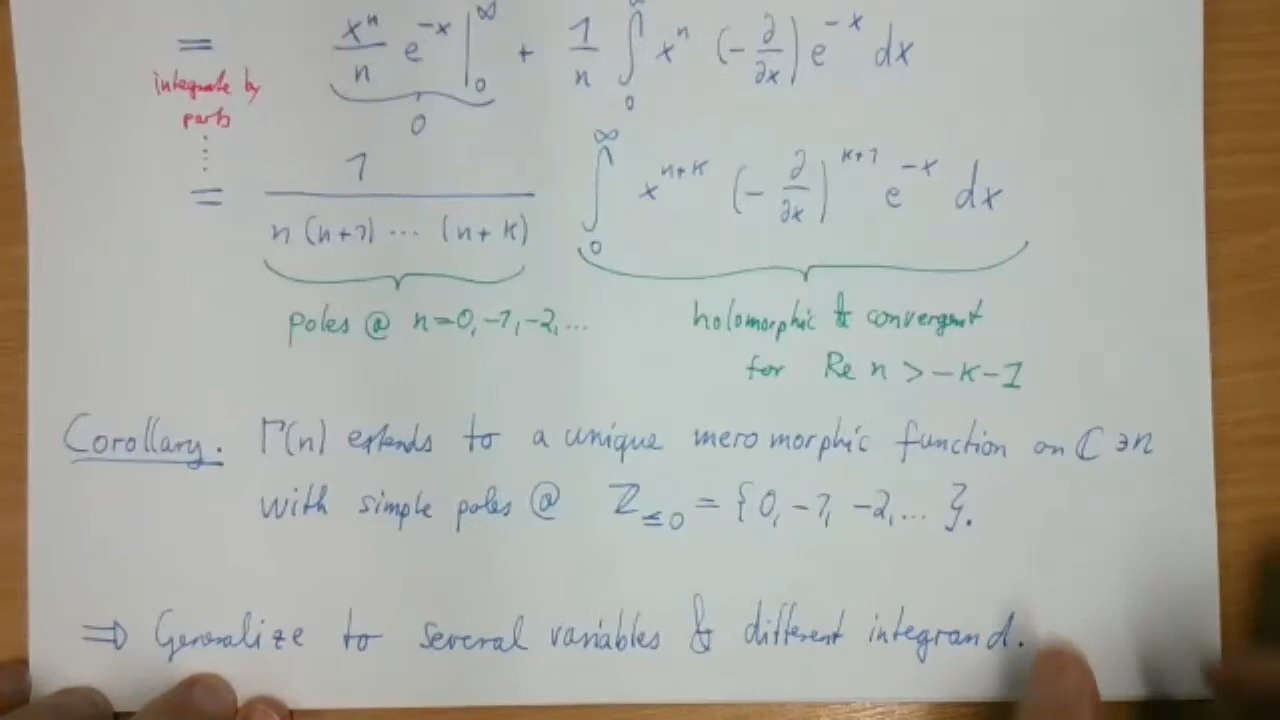 = xⁿ/n e^{-x} |_0^∞ + 1/n ∫_0^∞ xⁿ (-∂/∂x) e^{-x} dx
integrate by
parts
0
⋮
= 1/(n (n+1) ⋯ (n+k)) ∫_0^∞ x^{n+k} (-∂/∂x)^{k+1} e^{-x} dx
poles @ n=0,-1,-2,...
holomorphic & convergent
for Re n > -k-1
Corollary. Γ(n) extends to a unique meromorphic function on ℂ∋n
with simple poles @ ℤ_{≤0} = {0, -1, -2, ... }.
⇒ Generalize to several variables & different integrand.